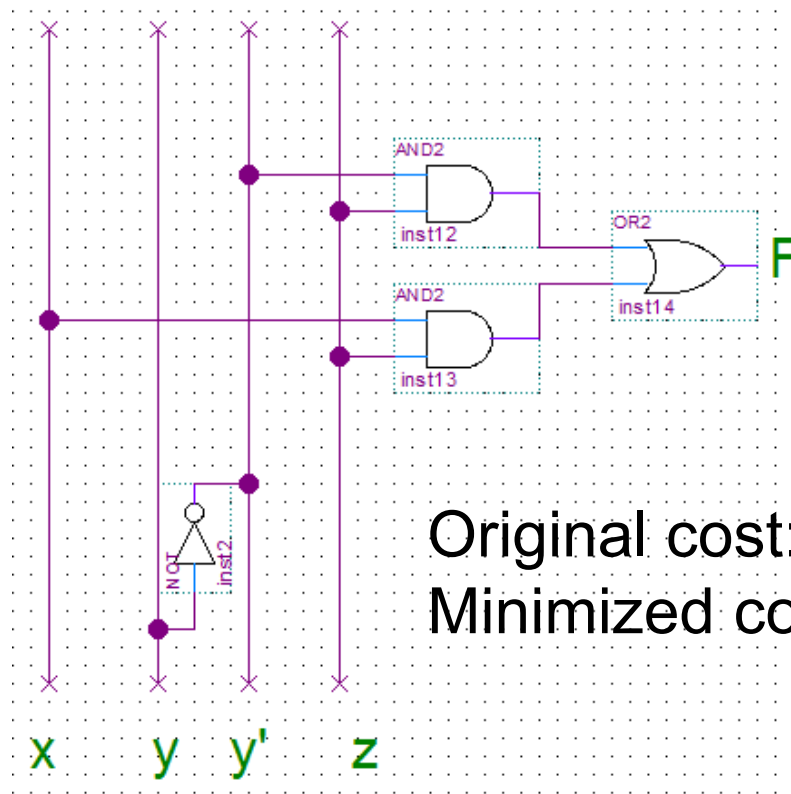 AND2
inst12
OR2
F
inst14
AND2
inst13
NOT
inst2
Original cost:
Minimized co
x y y' z